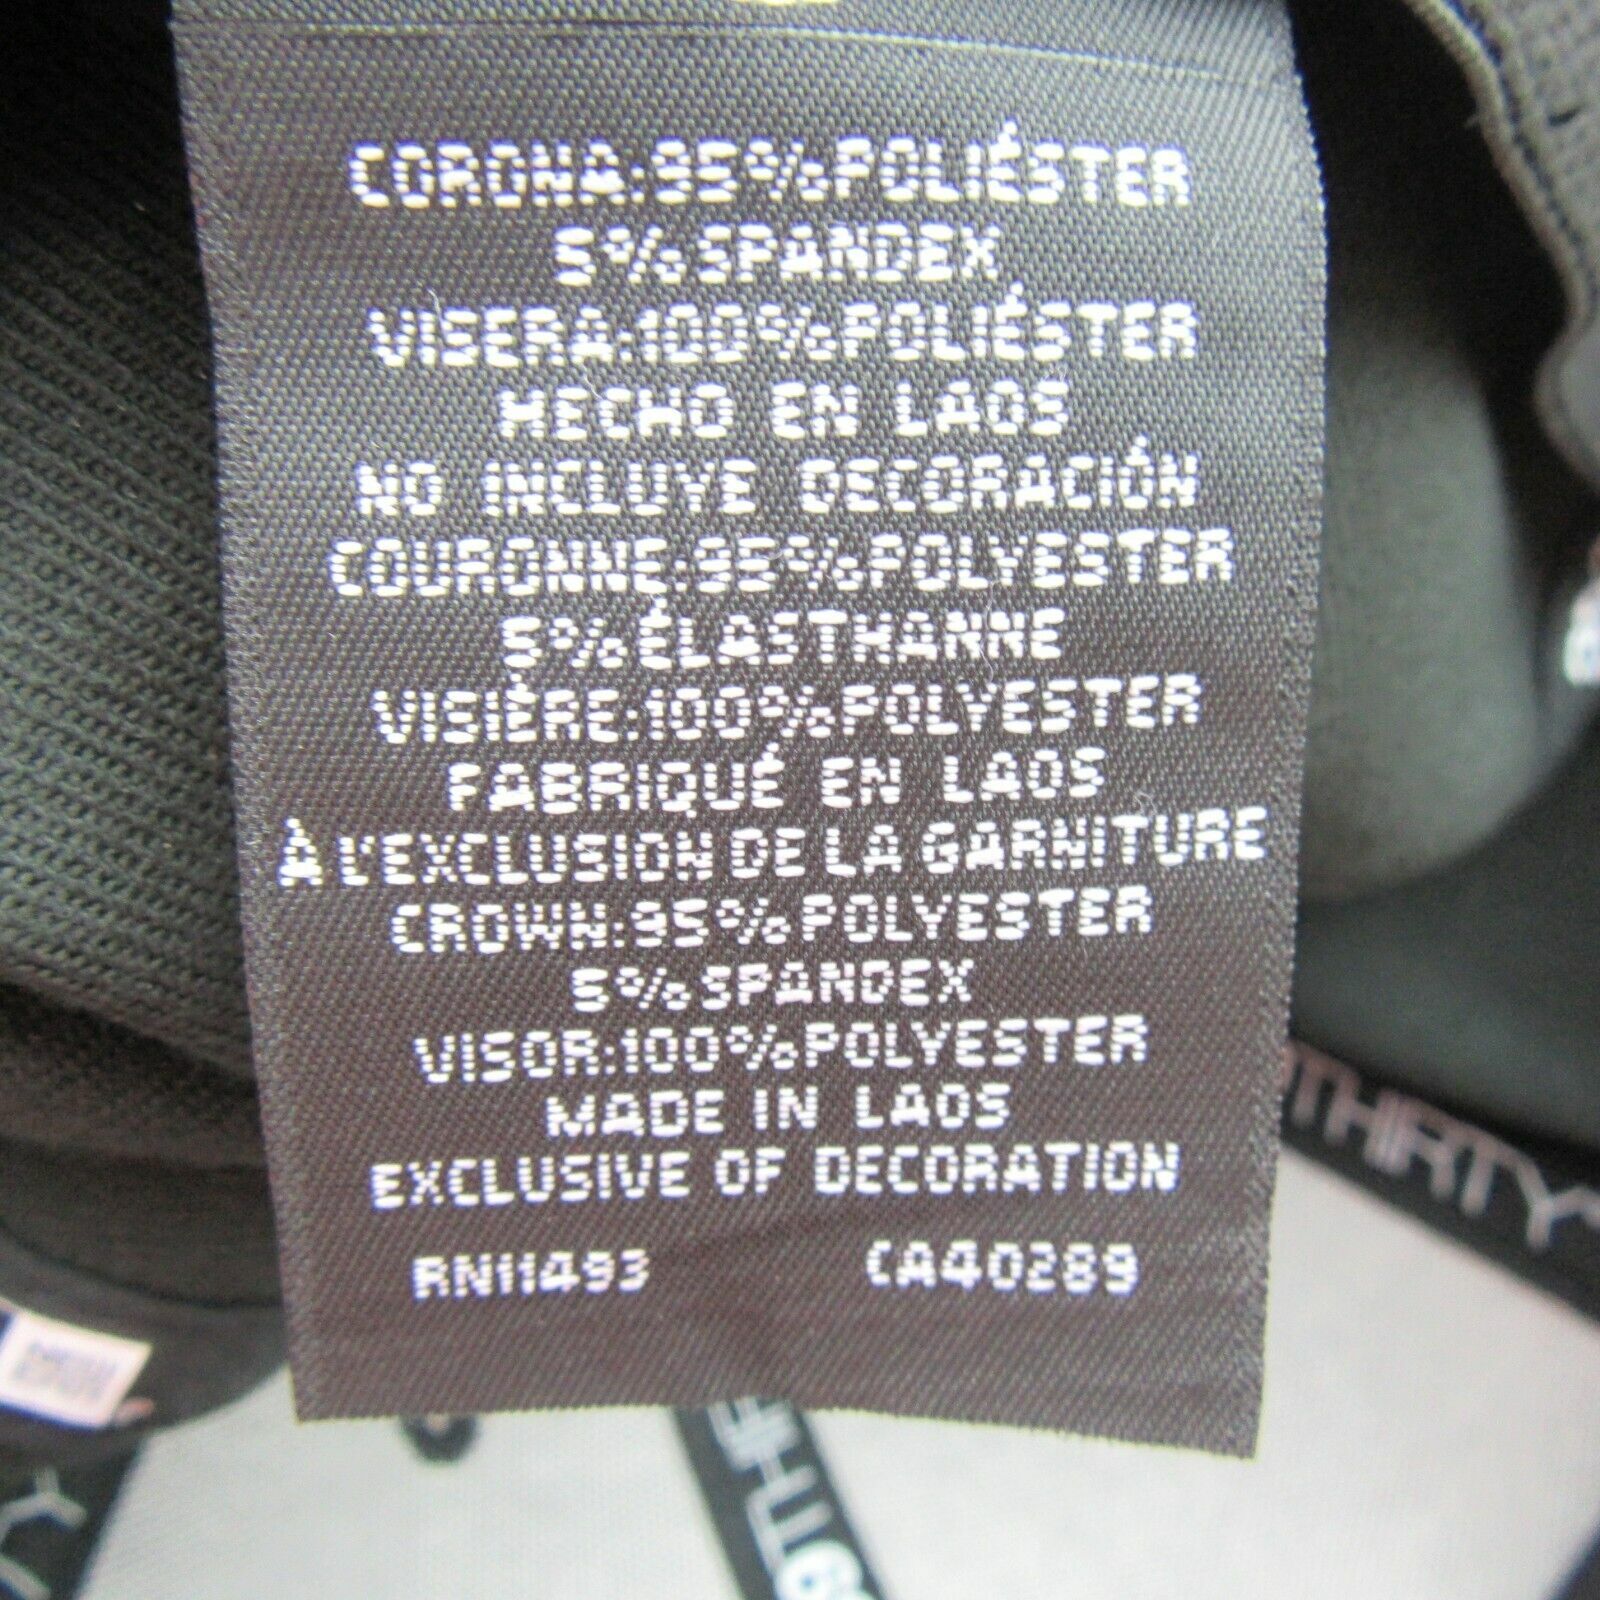 CORONA:95%POLIÉSTER
5%SPANDEX
VISERA:100%POLIÉSTER
HECHO EN LAOS
NO INCLUYE DECORACIÓN
COURONNE:95%POLYESTER
5%ÉLASTHANNE
VISIÈRE:100%POLYESTER
FABRIQUÉ EN LAOS
À L'EXCLUSION DE LA GARNITURE
CROWN:95%POLYESTER
5%SPANDEX
VISOR:100%POLYESTER
MADE IN LAOS
EXCLUSIVE OF DECORATION
RN11493 CA40289
THIRTY